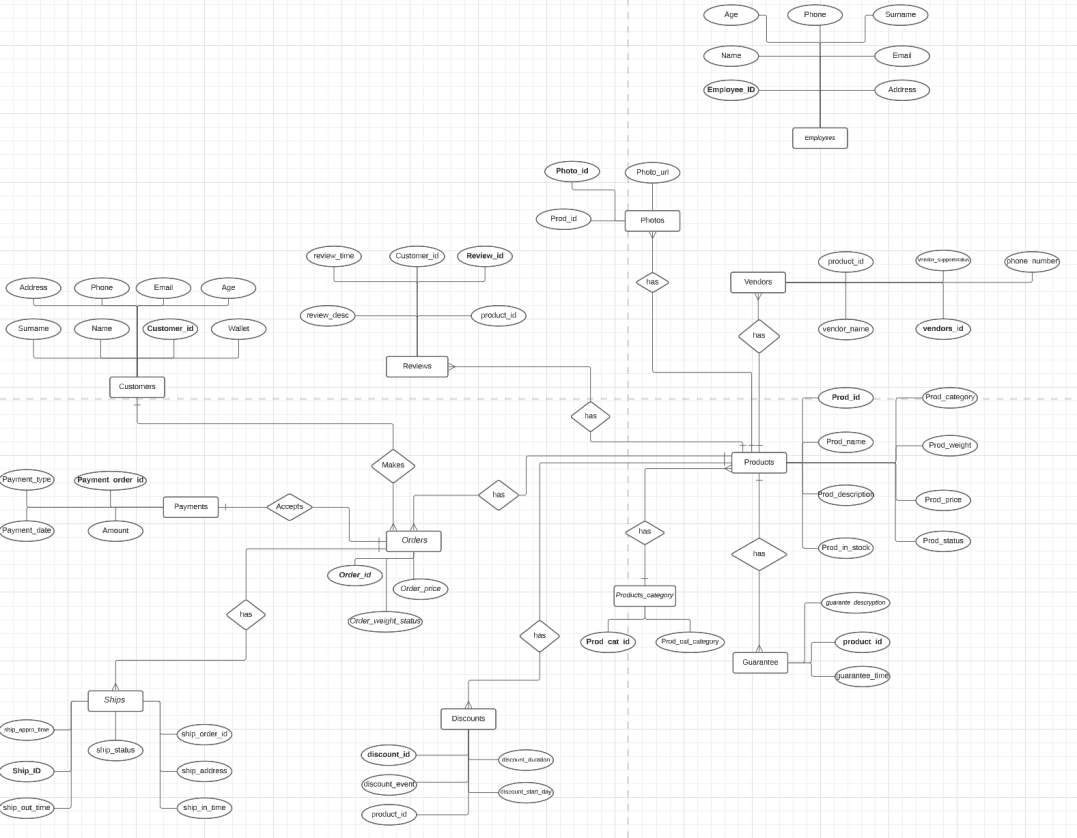 Age
Phone
Surname
Name
Email
Employee_ID
Address
Employees
Photo_id
Photo_url
Prod_id
Photos
has
review_time
Customer_id
Review_id
review_desc
product_id
Reviews
has
product_id
Vendor_supportstatus
phone_number
Vendors
vendor_name
vendors_id
has
Address
Phone
Email
Age
Surname
Name
Customer_id
Wallet
Customers
Makes
Prod_id
Prod_category
Prod_name
Prod_weight
Products
Prod_description
Prod_price
Prod_in_stock
Prod_status
Payment_type
Payment_order_id
Payments
Accepts
has
Payment_date
Amount
Orders
Order_id
Order_price
Order_weight_status
has
has
Products_category
Prod_cat_id
Prod_cat_category
has
guarante_descryption
product_id
Guarantee
guarantee_time
has
Ships
ship_appro_time
ship_order_id
ship_status
Ship_ID
ship_address
ship_out_time
ship_in_time
has
Discounts
discount_id
discount_duration
discount_event
discount_start_day
product_id